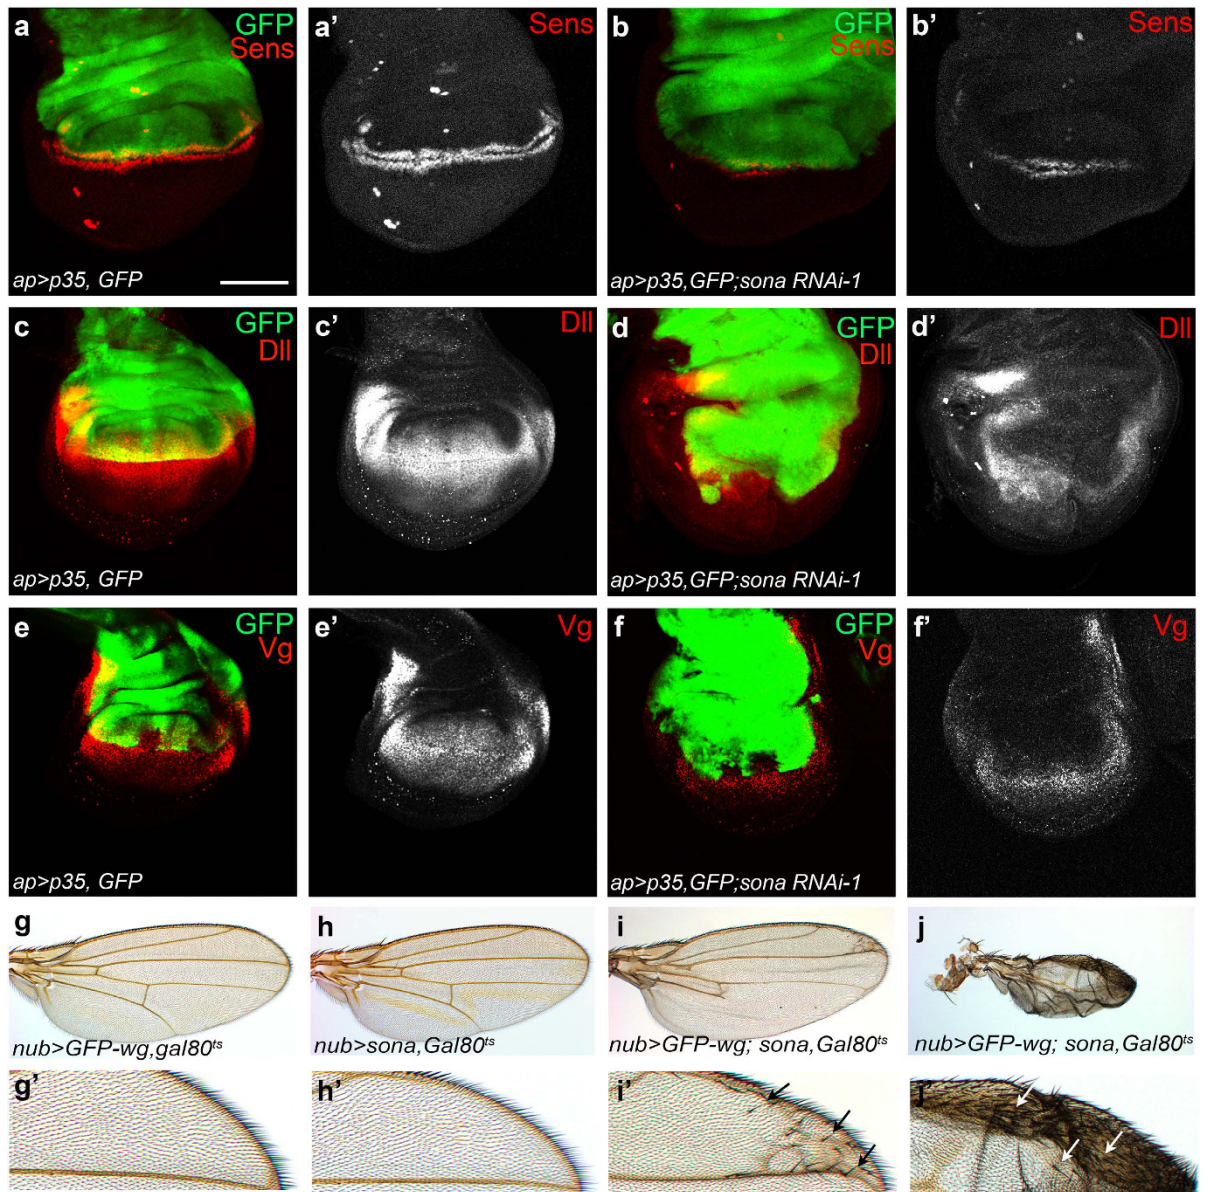 a
GFP
Sens
ap>p35, GFP
a’
Sens
b
GFP
Sens
ap>p35,GFP;sona RNAi-1
b’
Sens
c
GFP
Dll
ap>p35, GFP
c’
Dll
d
GFP
Dll
ap>p35,GFP;sona RNAi-1
d’
Dll
e
GFP
Vg
ap>p35, GFP
e’
Vg
f
GFP
Vg
ap>p35,GFP;sona RNAi-1
f’
Vg
g
nub>GFP-wg,gal80ts
h
nub>sona,Gal80ts
i
nub>GFP-wg; sona,Gal80ts
j
nub>GFP-wg; sona,Gal80ts
g’
h’
i’
j’